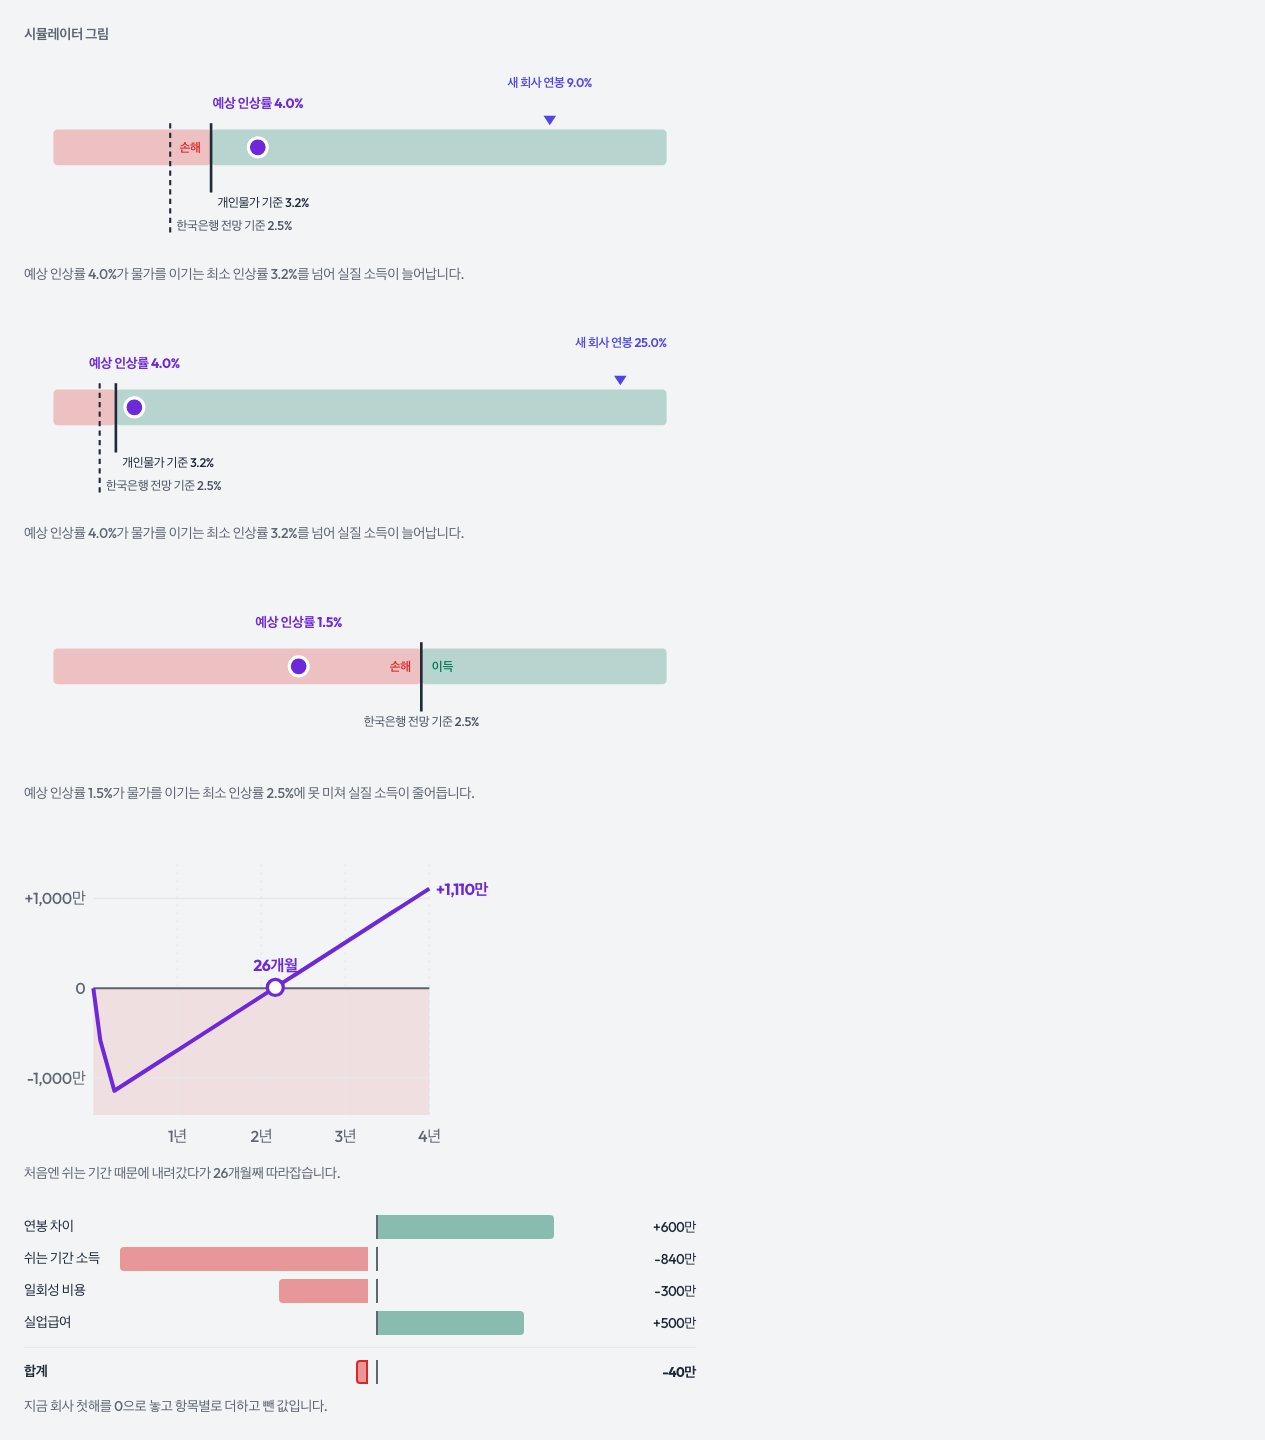 시뮬레이터 그림
새 회사 연봉 9.0%
예상 인상률 4.0%
손해
개인물가 기준 3.2%
한국은행 전망 기준 2.5%
예상 인상률 4.0%가 물가를 이기는 최소 인상률 3.2%를 넘어 실질 소득이 늘어납니다.
새 회사 연봉 25.0%
예상 인상률 4.0%
개인물가 기준 3.2%
한국은행 전망 기준 2.5%
예상 인상률 4.0%가 물가를 이기는 최소 인상률 3.2%를 넘어 실질 소득이 늘어납니다.
예상 인상률 1.5%
손해 이득
한국은행 전망 기준 2.5%
예상 인상률 1.5%가 물가를 이기는 최소 인상률 2.5%에 못 미쳐 실질 소득이 줄어듭니다.
+1,110만
+1,000만
26개월
0
-1,000만
1년 2년 3년 4년
처음엔 쉬는 기간 때문에 내려갔다가 26개월째 따라잡습니다.
연봉 차이 +600만
쉬는 기간 소득 -840만
일회성 비용 -300만
실업급여 +500만
합계 -40만
지금 회사 첫해를 0으로 놓고 항목별로 더하고 뺀 값입니다.